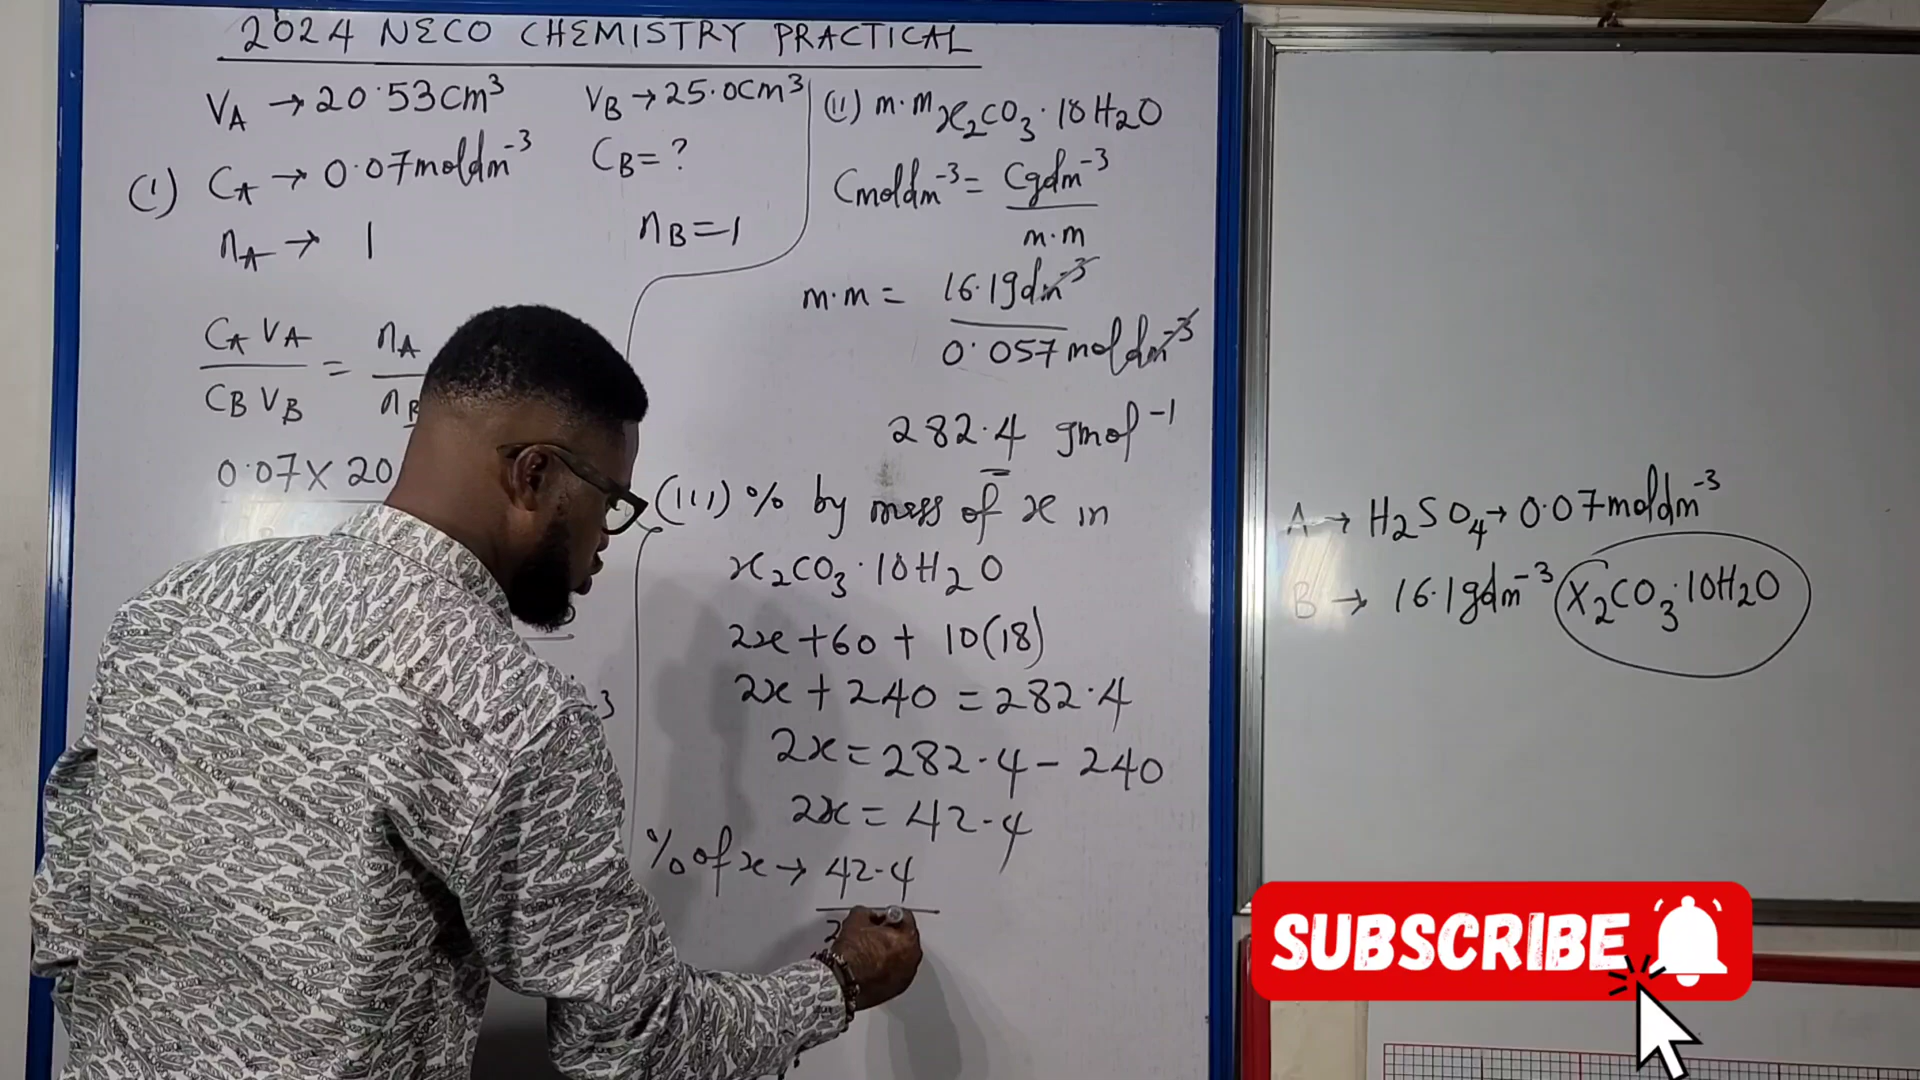 2024 NECO CHEMISTRY PRACTICAL
VA → 20.53cm³ VB → 25.0cm³
(i) CA → 0.07moldm⁻³ CB = ?
nA → 1 nB = 1
CA VA / CB VB = nA / nB
0.07 X 20
(ii) m.m x₂CO₃.10H₂O
Cmoldm⁻³ = Cgdm⁻³ / m.m
m.m = 16.1gdm⁻³ / 0.057moldm⁻³
282.4 gmol⁻¹
(iii) % by mass of x in
x₂CO₃.10H₂O
2x + 60 + 10(18)
2x + 240 = 282.4
2x = 282.4 - 240
2x = 42.4
% of x → 42.4
2
A → H₂SO₄ → 0.07moldm⁻³
B → 16.1gdm⁻³ X₂CO₃.10H₂O
SUBSCRIBE